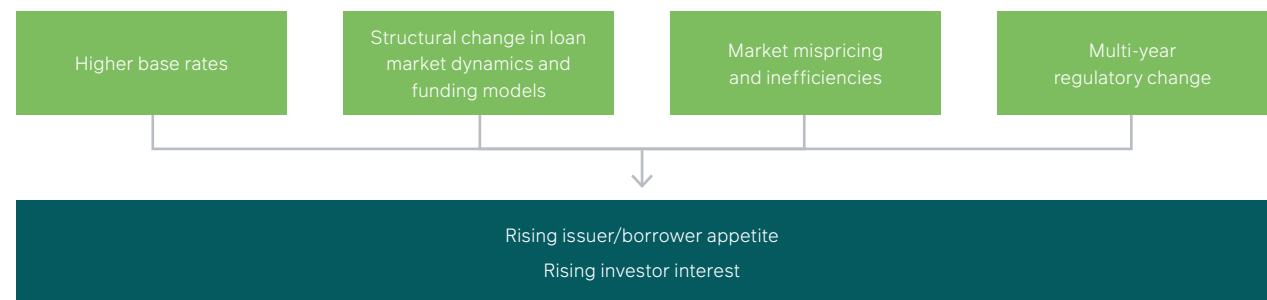 Higher base rates
Structural change in loan
market dynamics and
funding models
Market mispricing
and inefficiencies
Multi-year
regulatory change
Rising issuer/borrower appetite
Rising investor interest